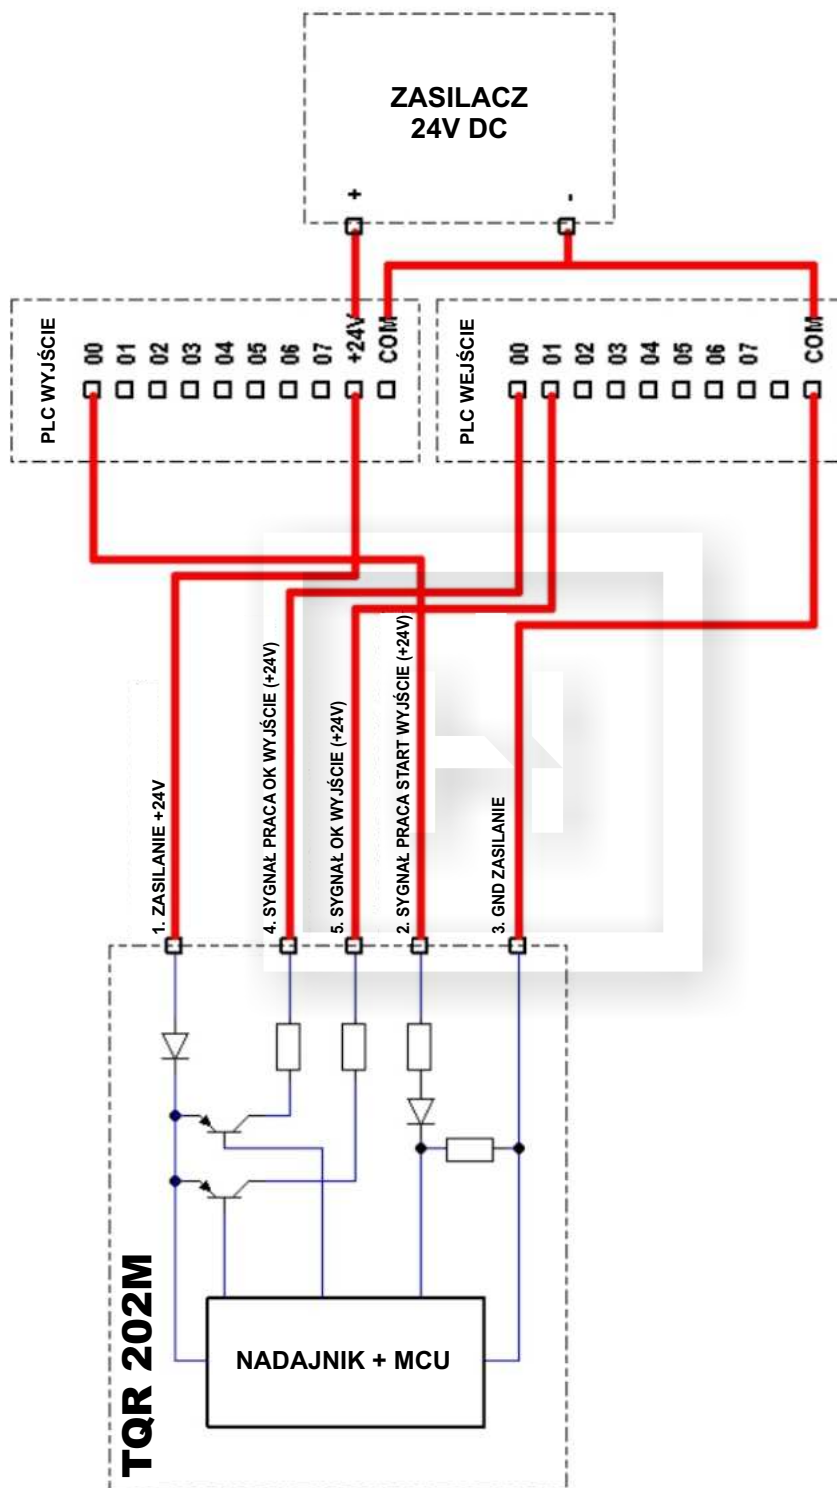 ZASILACZ
24V DC
+
-
PLC WYJŚCIE
00
01
02
03
04
05
06
07
+24V
COM
PLC WEJŚCIE
00
01
02
03
04
05
06
07
COM
1. ZASILANIE +24V
4. SYGNAŁ PRACA OK WYJŚCIE (+24V)
5. SYGNAŁ OK WYJŚCIE (+24V)
2. SYGNAŁ PRACA START WYJŚCIE (+24V)
3. GND ZASILANIE
TQR 202M
NADAJNIK + MCU